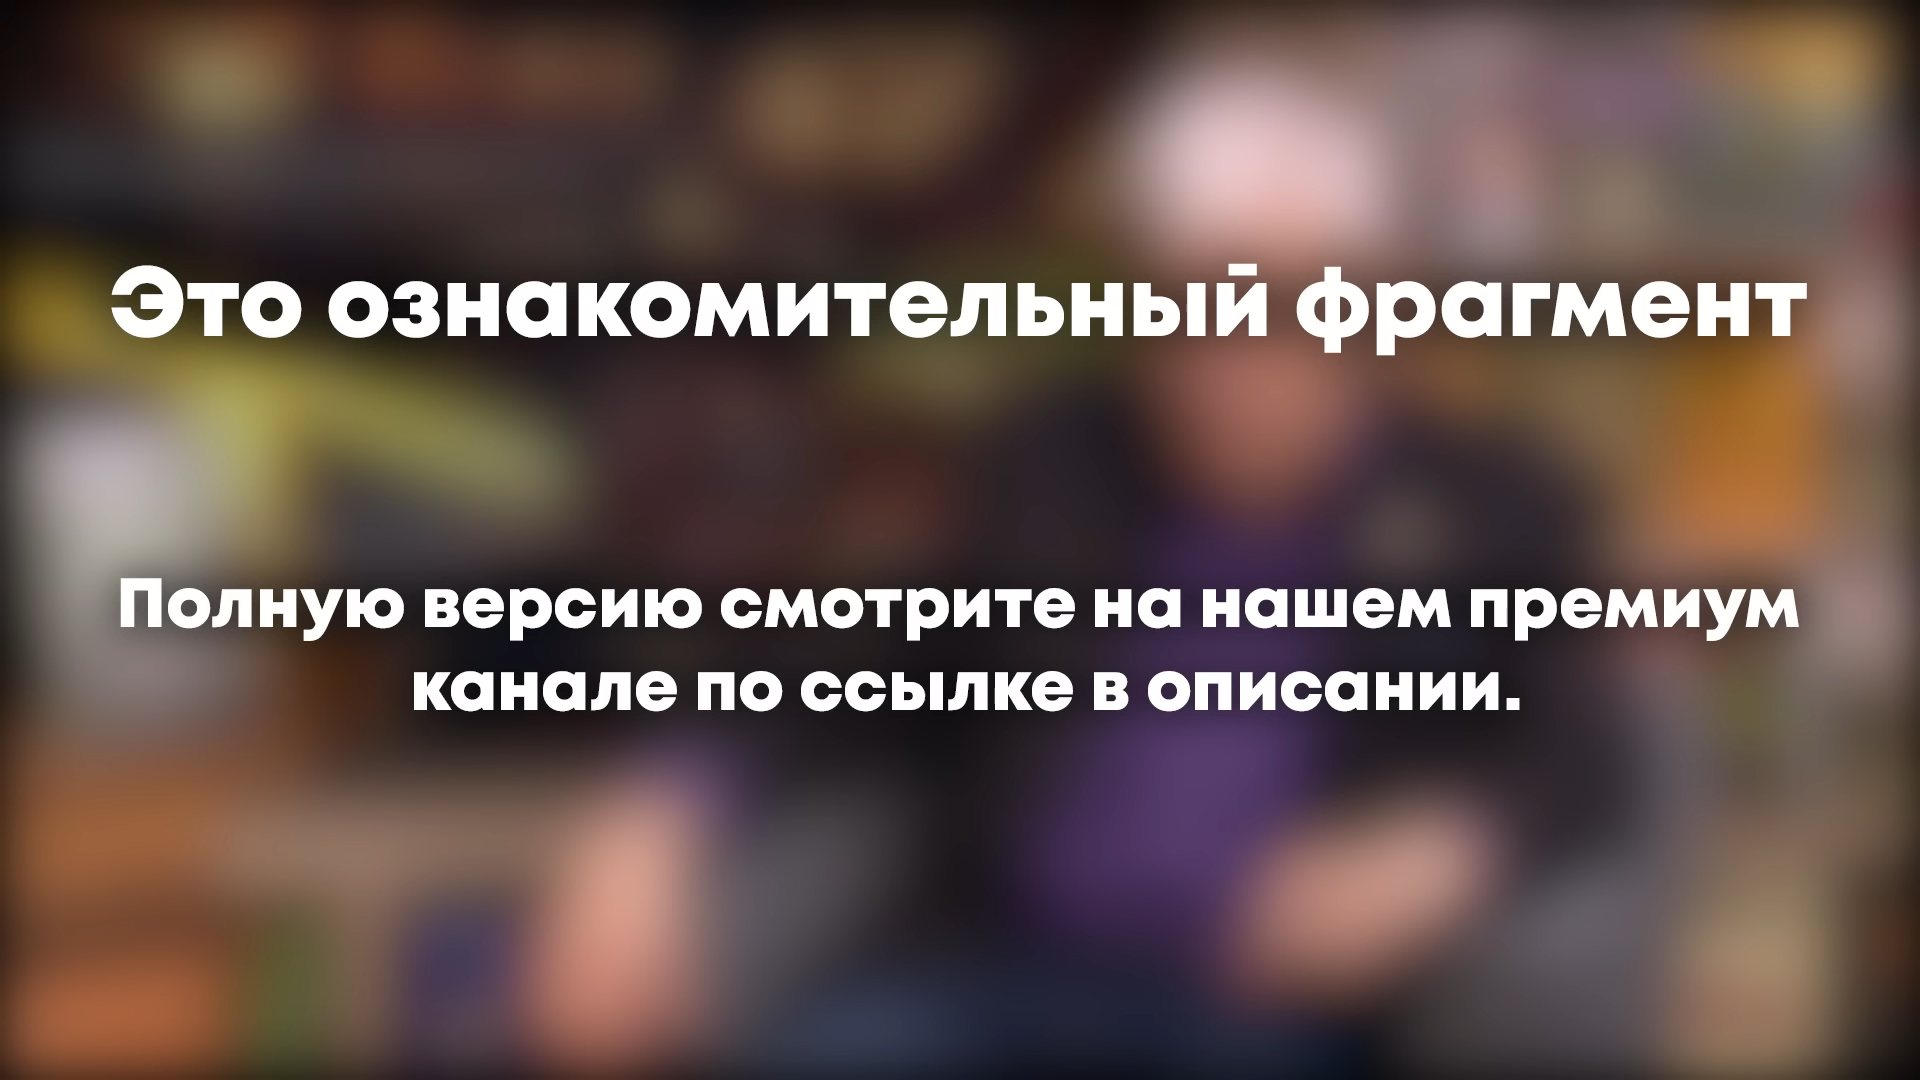 Это ознакомительный фрагмент
Полную версию смотрите на нашем премиум
канале по ссылке в описании.